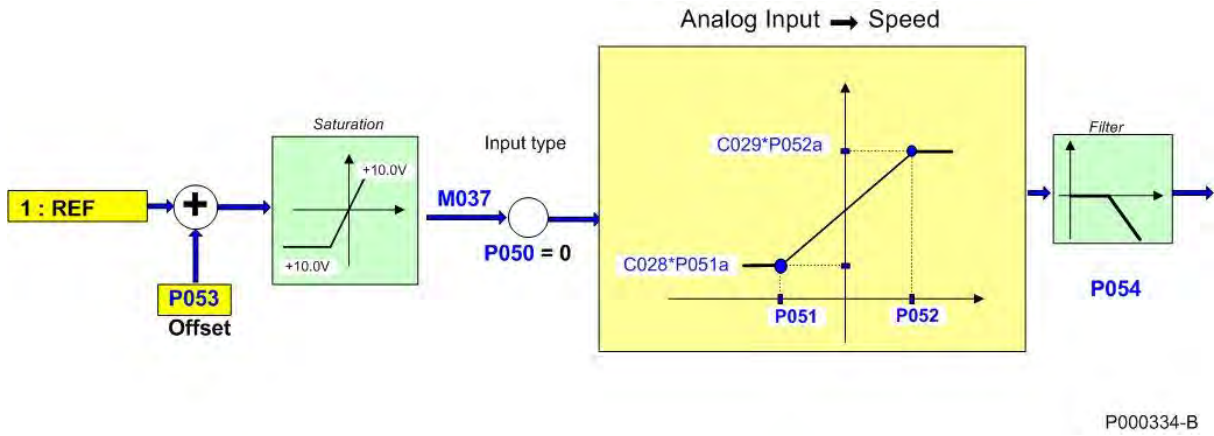 Analog Input → Speed
Saturation
+10.0V
+10.0V
Input type
1 : REF
+
M037
P050 = 0
P053
Offset
C029*P052a
C028*P051a
P051
P052
Filter
P054
P000334-B